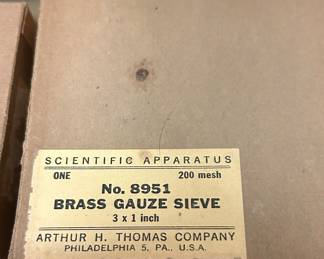 SCIENTIFIC APPARATUS
ONE 200 mesh
No. 8951
BRASS GAUZE SIEVE
3 x 1 inch
ARTHUR H. THOMAS COMPANY
PHILADELPHIA 5, PA., U.S.A.